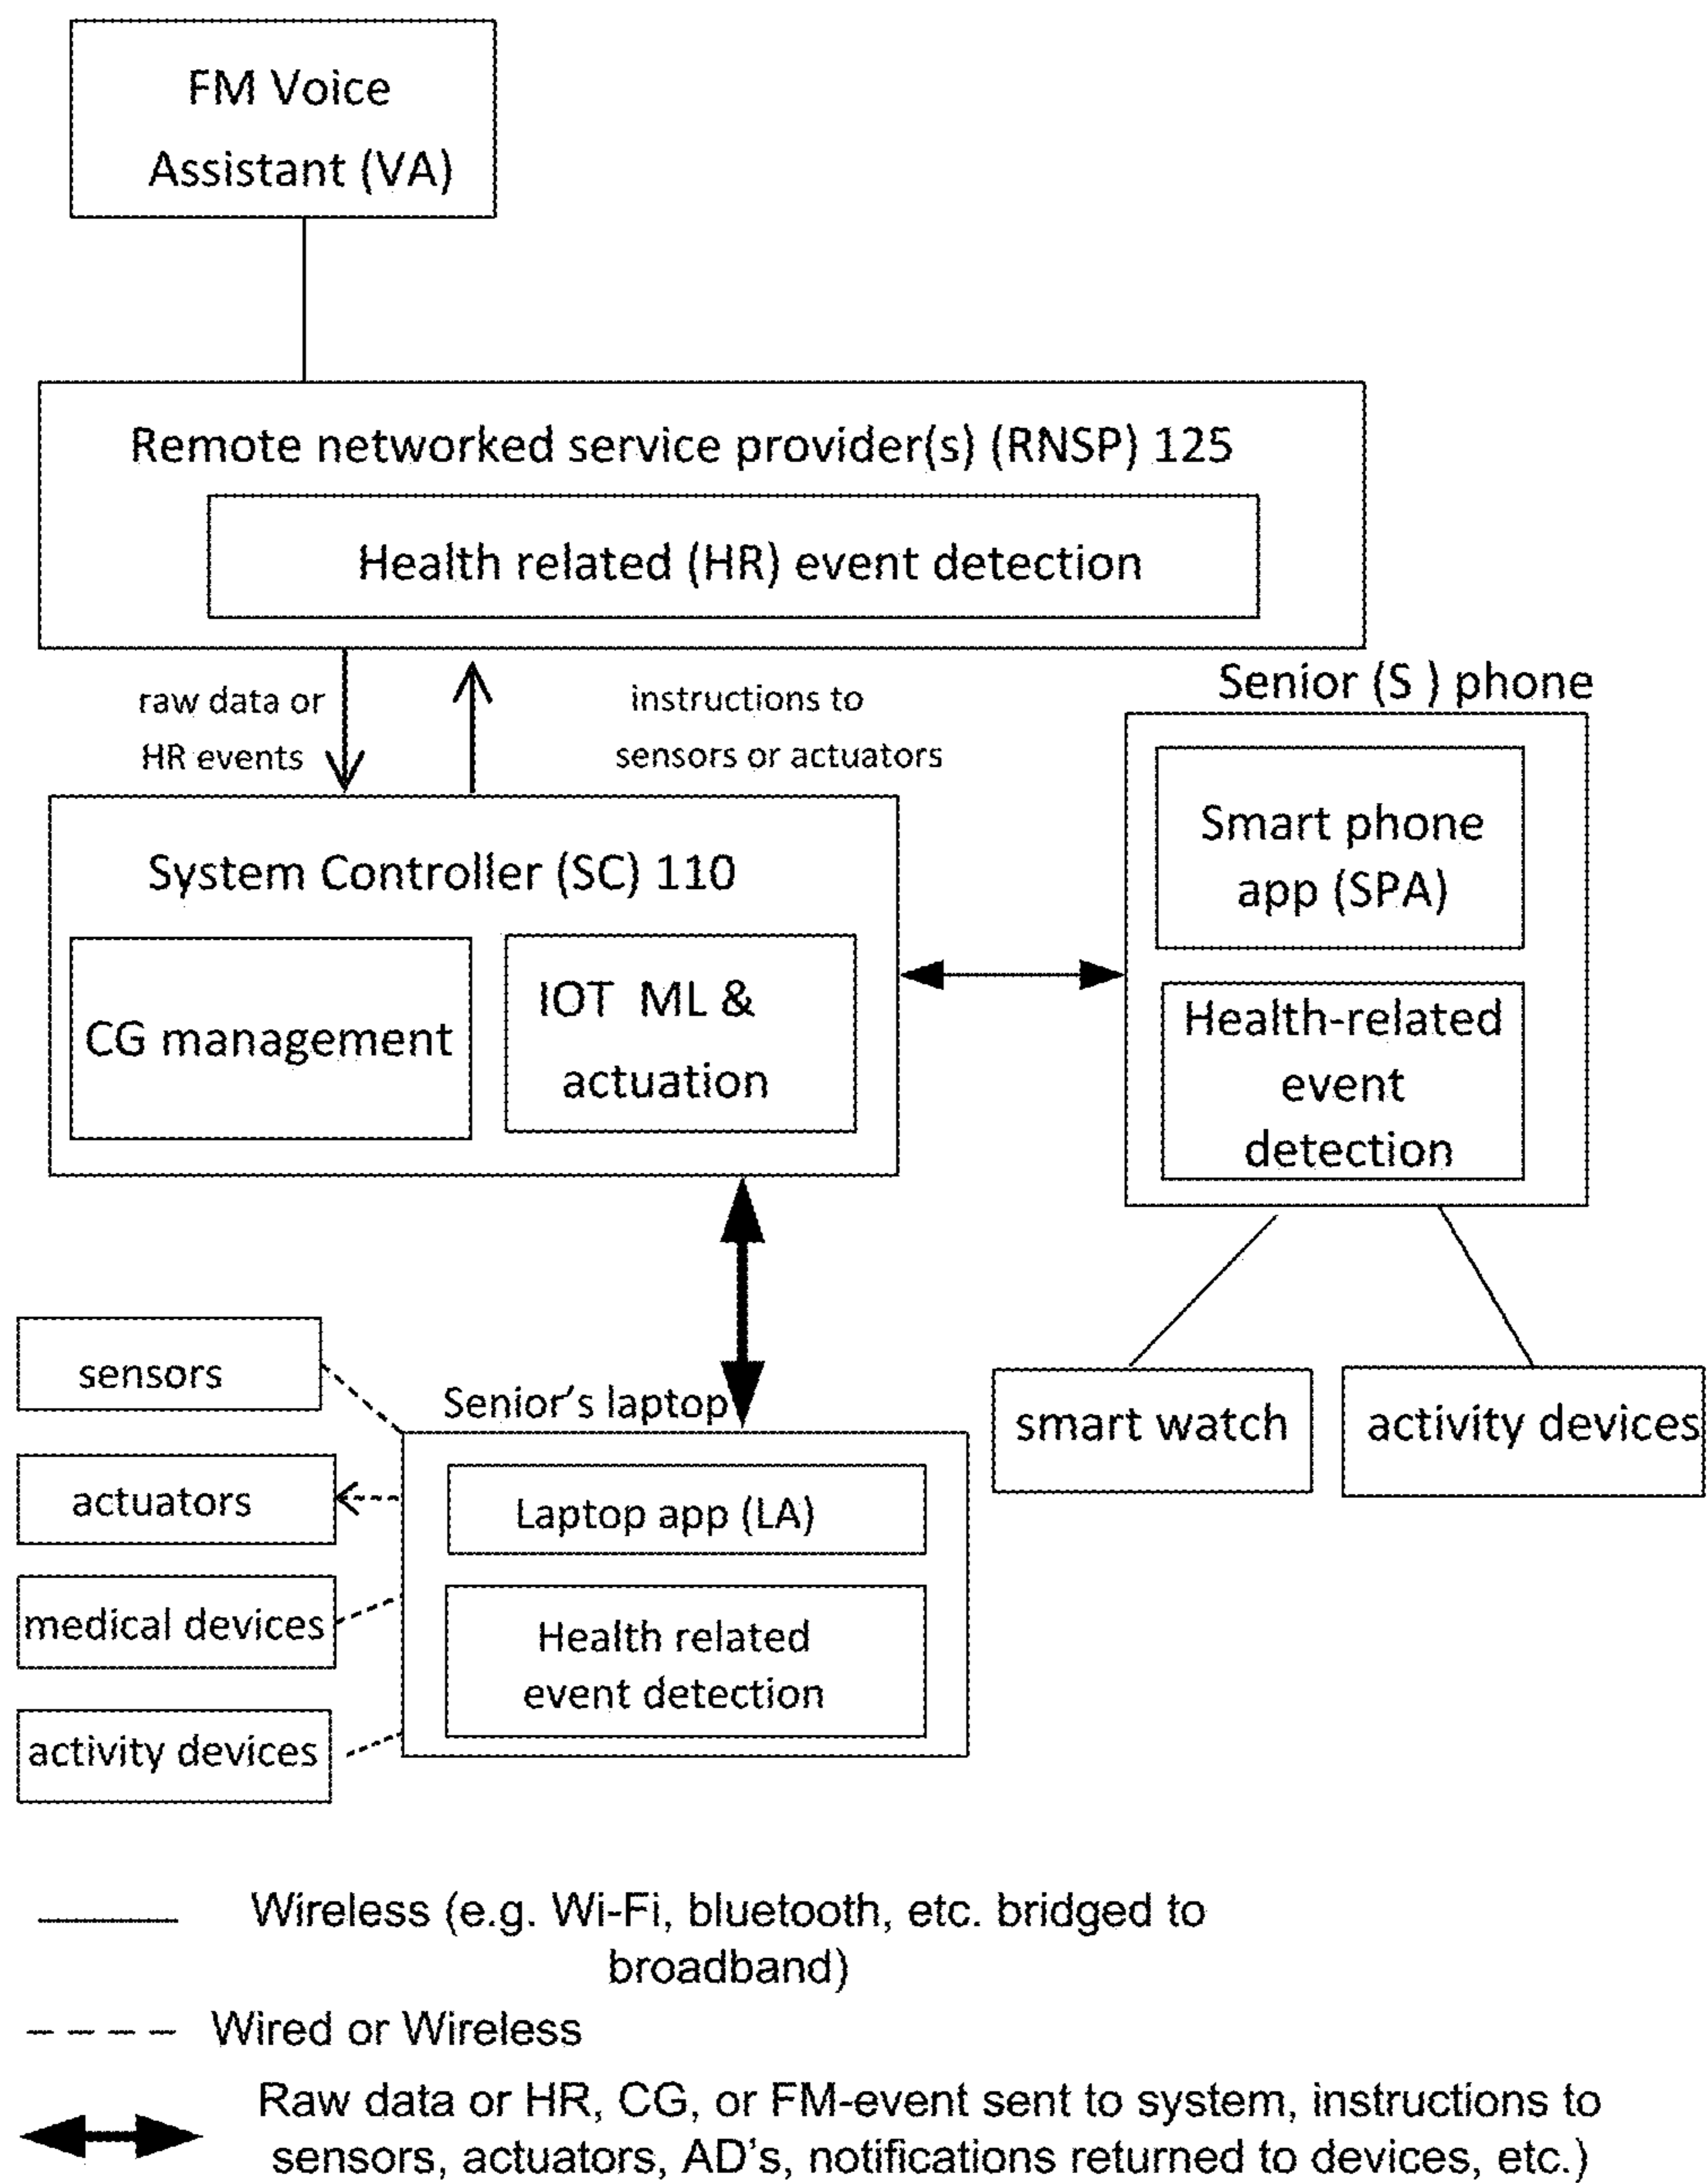 FM Voice
Assistant (VA)
Remote networked service provider(s) (RNSP) 125
Health related (HR) event detection
raw data or
HR events
instructions to
sensors or actuators
Senior (S ) phone
Smart phone
app (SPA)
Health-related
event
detection
System Controller (SC) 110
CG management
IOT ML &
actuation
smart watch
activity devices
sensors
actuators
medical devices
activity devices
Senior's laptop
Laptop app (LA)
Health related
event detection
Wireless (e.g. Wi-Fi, bluetooth, etc. bridged to
broadband)
Wired or Wireless
Raw data or HR, CG, or FM-event sent to system, instructions to
sensors, actuators, AD's, notifications returned to devices, etc.)